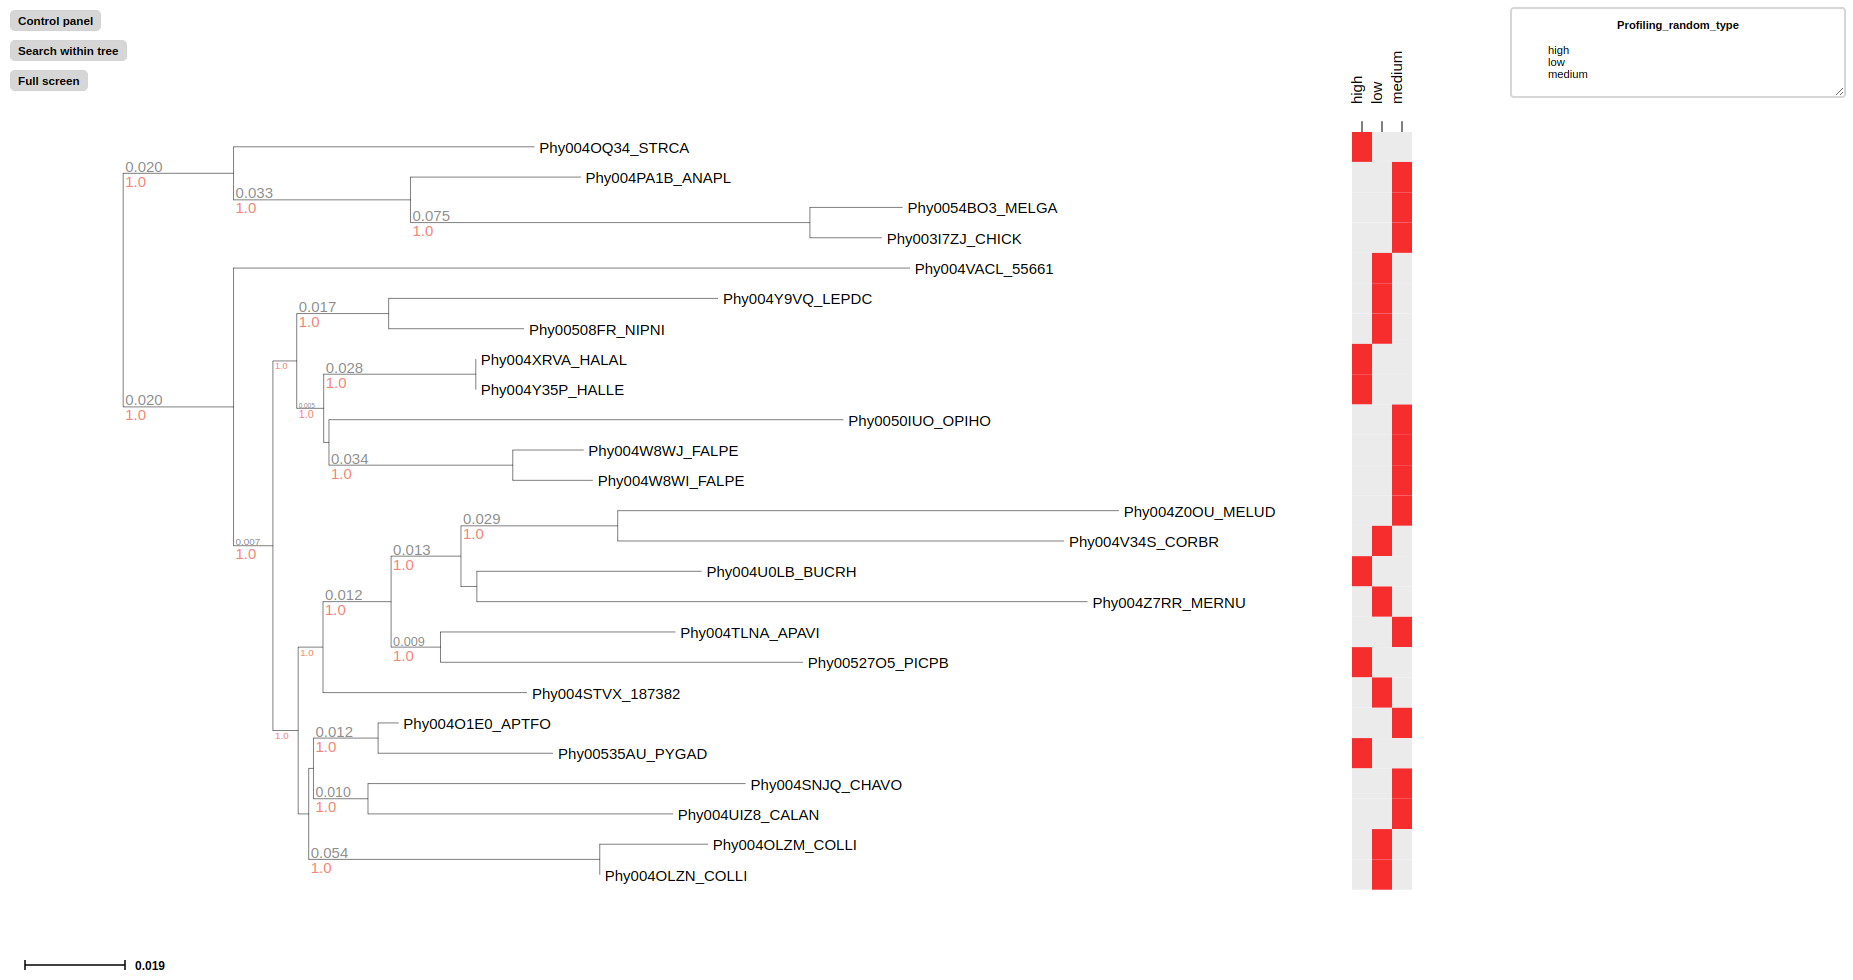 Control panel
Search within tree
Full screen
Profiling_random_type
high
low
medium
high
low
medium
Phy004OQ34_STRCA
0.020
1.0
Phy004PA1B_ANAPL
0.033
1.0
Phy0054BO3_MELGA
0.075
1.0
Phy003I7ZJ_CHICK
Phy004VACL_55661
Phy004Y9VQ_LEPDC
0.017
1.0
Phy00508FR_NIPNI
Phy004XRVA_HALAL
1.0
0.028
1.0
Phy004Y35P_HALLE
0.020
1.0
0.005
1.0
Phy0050IUO_OPIHO
Phy004W8WJ_FALPE
0.034
1.0
Phy004W8WI_FALPE
Phy004Z0OU_MELUD
0.029
1.0
Phy004V34S_CORBR
0.007
1.0
0.013
1.0
Phy004U0LB_BUCRH
0.012
1.0
Phy004Z7RR_MERNU
Phy004TLNA_APAVI
0.009
1.0
1.0
Phy00527O5_PICPB
Phy004STVX_187382
Phy004O1E0_APTFO
1.0
0.012
1.0
Phy00535AU_PYGAD
Phy004SNJQ_CHAVO
0.010
1.0
Phy004UIZ8_CALAN
Phy004OLZM_COLLI
0.054
1.0
Phy004OLZN_COLLI
0.019